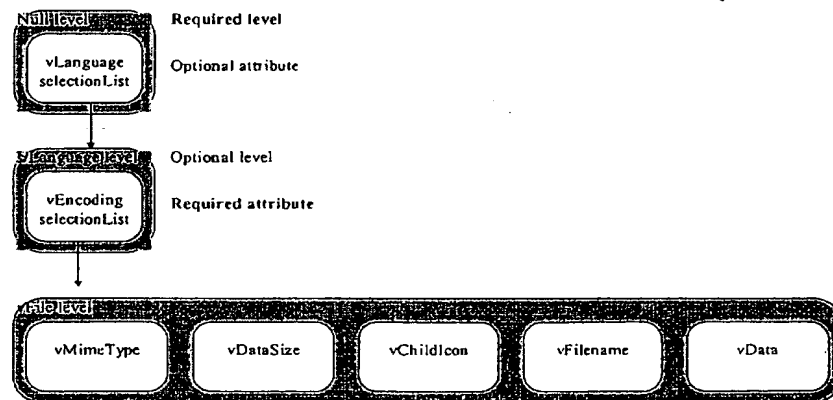 Null level
Required level
vLanguage
selectionList
Optional attribute
Language level
Optional level
vEncoding
selectionList
Required attribute
File level
vMimeType
vDataSize
vChildIcon
vFilename
vData